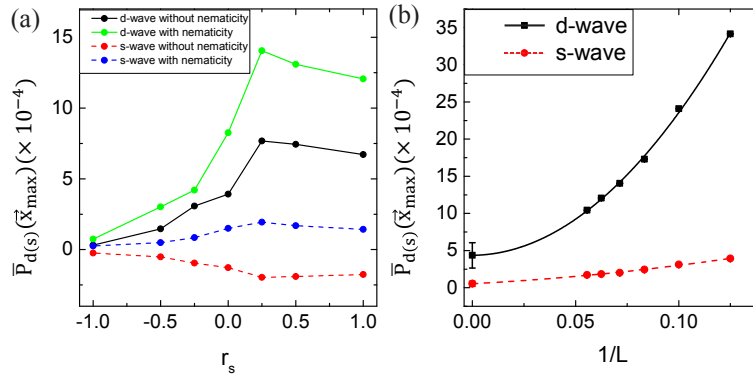 (a)
d-wave without nematicity
d-wave with nematicity
s-wave without nematicity
s-wave with nematicity
P̅d(s)(x⃗max)(× 10⁻⁴)
15
10
5
0
-1.0 -0.5 0.0 0.5 1.0
rs
(b)
d-wave
s-wave
P̅d(s)(x⃗max)(× 10⁻⁴)
35
30
25
20
15
10
5
0
0.00 0.05 0.10
1/L